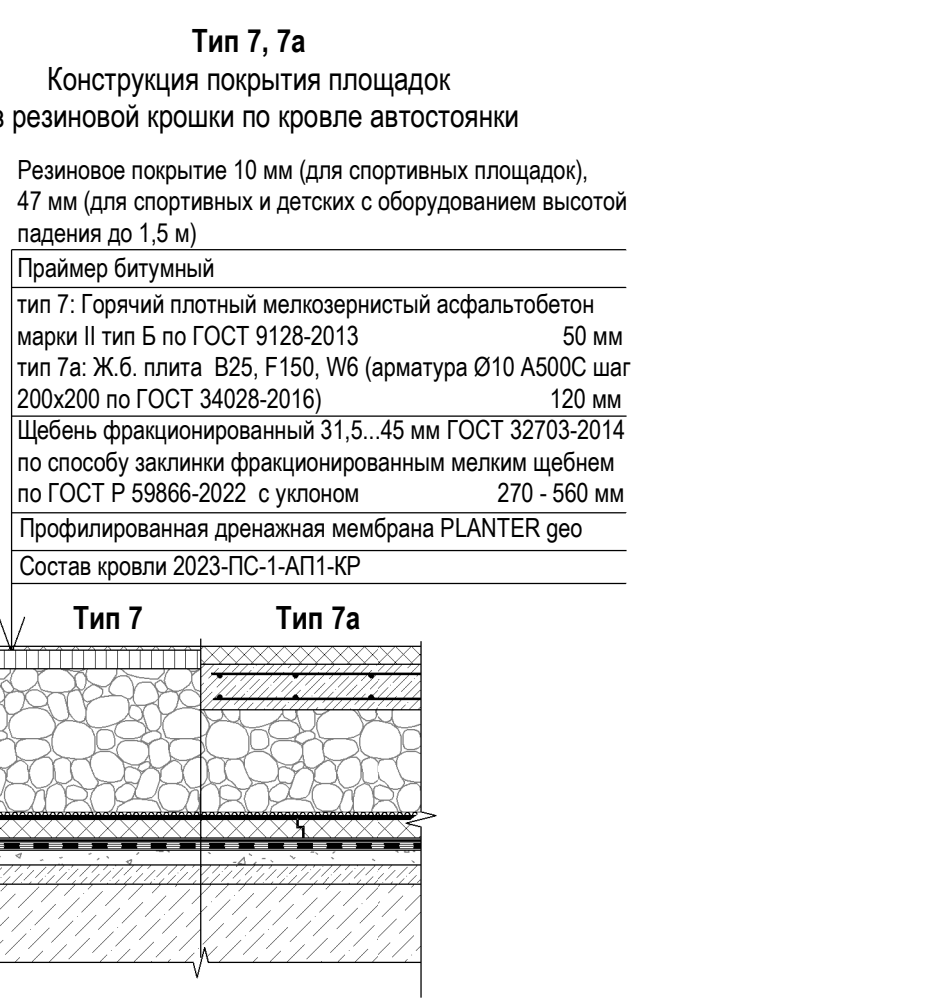 Тип 7, 7а
Конструкция покрытия площадок
з резиновой крошки по кровле автостоянки
Резиновое покрытие 10 мм (для спортивных площадок),
47 мм (для спортивных и детских с оборудованием высотой
падения до 1,5 м)
Праймер битумный
тип 7: Горячий плотный мелкозернистый асфальтобетон
марки II тип Б по ГОСТ 9128-2013 50 мм
тип 7а: Ж.б. плита В25, F150, W6 (арматура Ø10 А500С шаг
200х200 по ГОСТ 34028-2016) 120 мм
Щебень фракционированный 31,5...45 мм ГОСТ 32703-2014
по способу заклинки фракционированным мелким щебнем
по ГОСТ Р 59866-2022 с уклоном 270 - 560 мм
Профилированная дренажная мембрана PLANTER geo
Состав кровли 2023-ПС-1-АП1-КР
Тип 7 Тип 7а